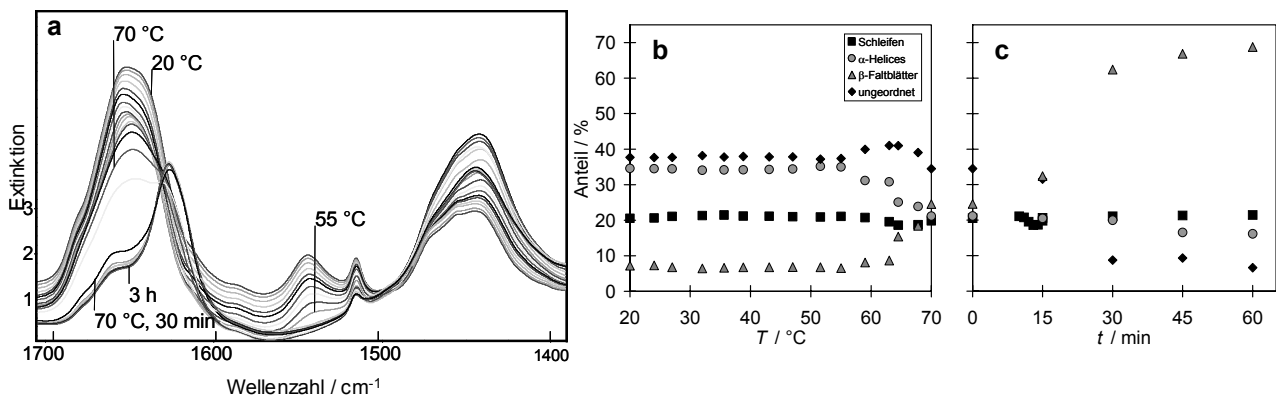 a
70 °C
20 °C
55 °C
3 h
70 °C, 30 min
Extinktion
3
2
1
1700 1600 1500 1400
Wellenzahl / cm⁻¹
b
Schleifen
α-Helices
β-Faltblätter
ungeordnet
Anteil / %
70
60
50
40
30
20
10
0
20 30 40 50 60 70
T / °C
c
0 15 30 45 60
t / min